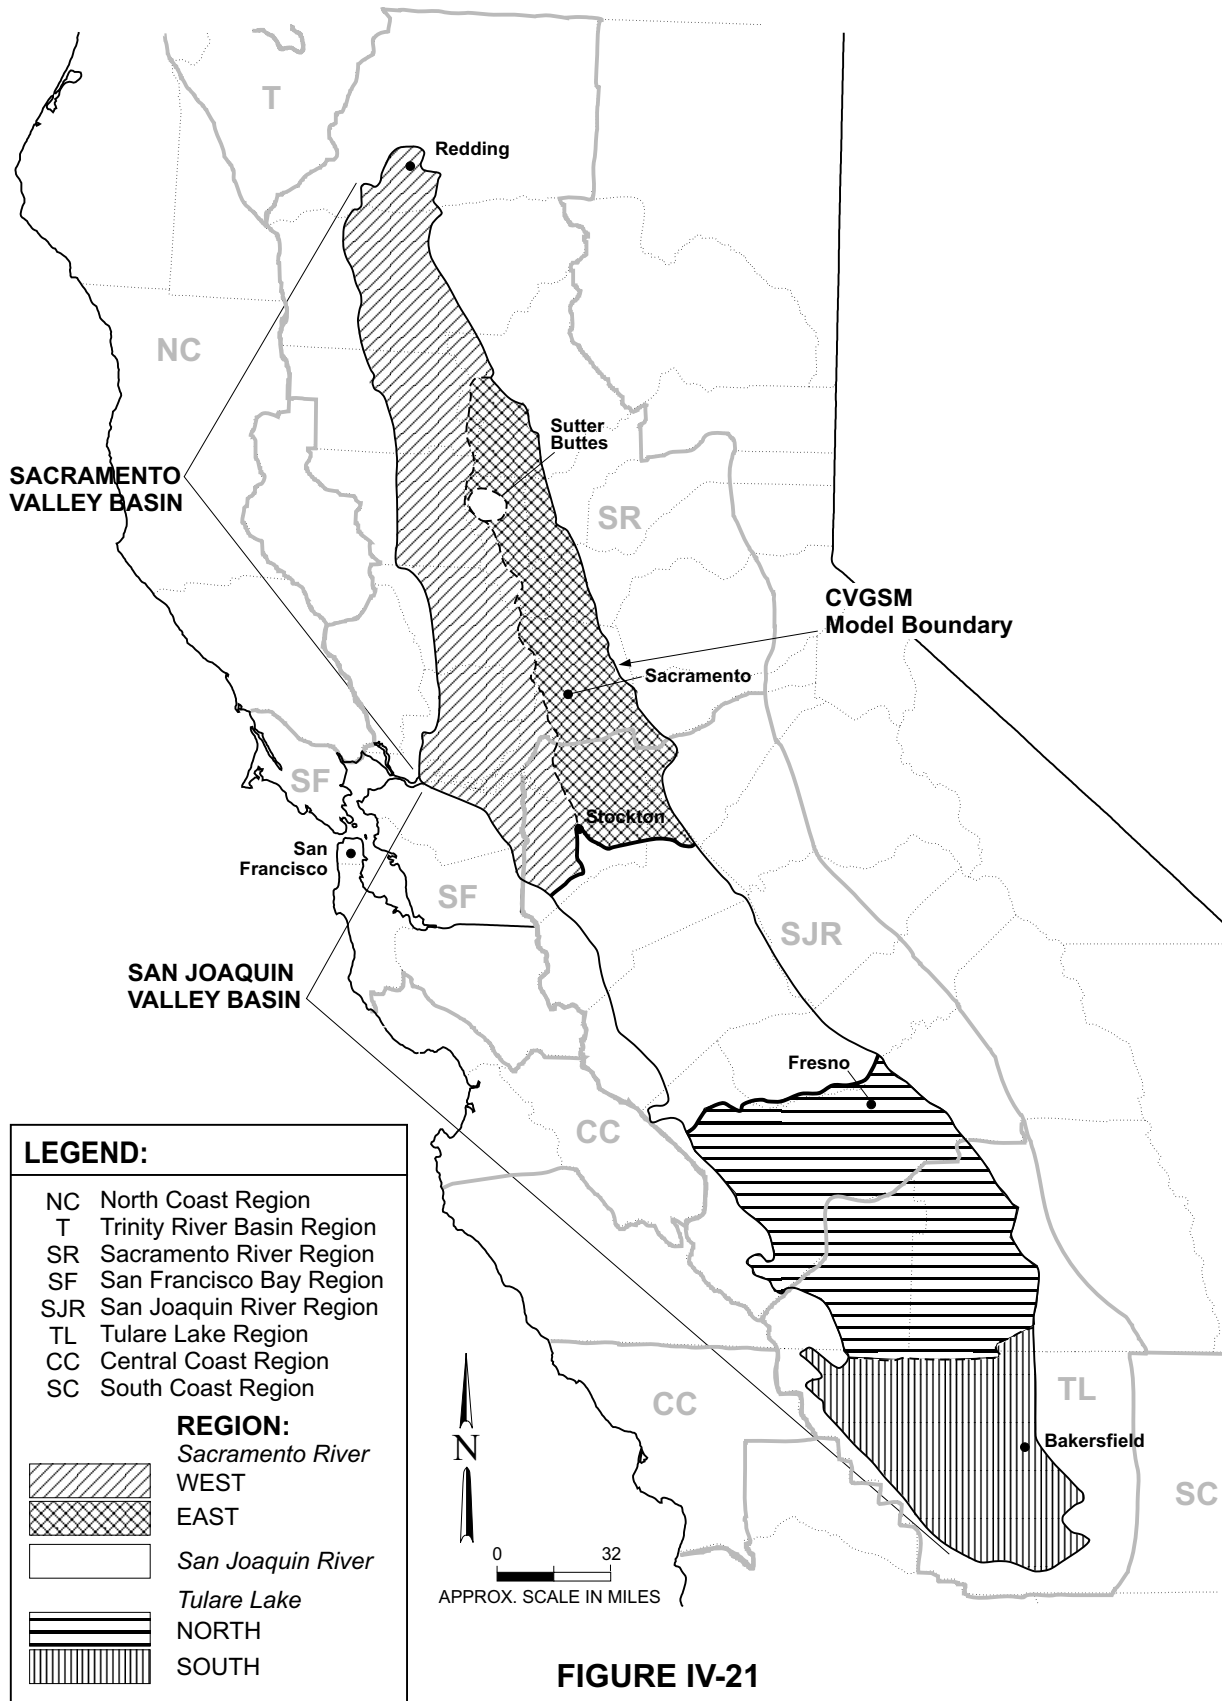 T
Redding
NC
Sutter
Buttes
SACRAMENTO
VALLEY BASIN
SR
CVGSM
Model Boundary
Sacramento
SF
Stockton
San
Francisco
SF
SJR
SAN JOAQUIN
VALLEY BASIN
Fresno
CC
LEGEND:
NC North Coast Region
T Trinity River Basin Region
SR Sacramento River Region
SF San Francisco Bay Region
SJR San Joaquin River Region
TL Tulare Lake Region
CC Central Coast Region
SC South Coast Region
REGION:
Sacramento River
WEST
EAST
San Joaquin River
Tulare Lake
NORTH
SOUTH
N
0 32
APPROX. SCALE IN MILES
CC
TL
Bakersfield
SC
FIGURE IV-21